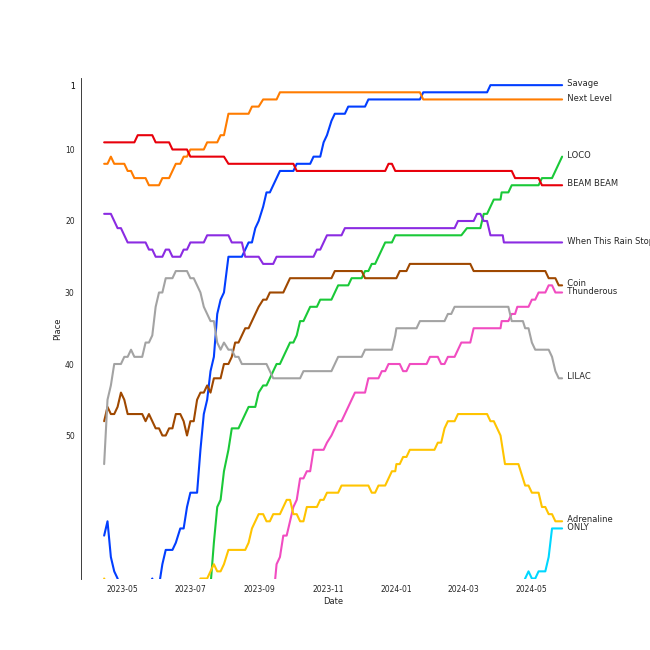 1
10
20
30
40
50
Place
2023-05
2023-07
2023-09
2023-11
2024-01
2024-03
2024-05
Date
Savage
Next Level
LOCO
BEAM BEAM
When This Rain Stop
Coin
Thunderous
LILAC
Adrenaline
ONLY